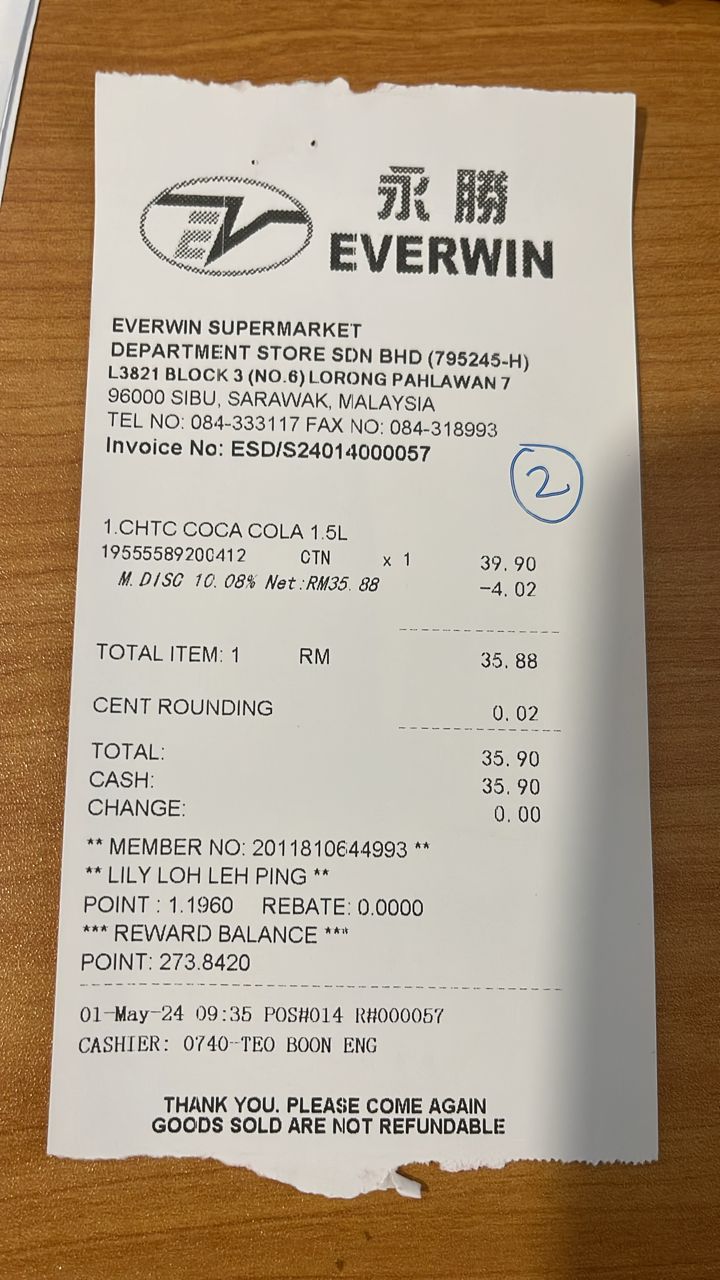 永勝
EV EVERWIN
EVERWIN SUPERMARKET
DEPARTMENT STORE SDN BHD (795245-H)
L3821 BLOCK 3 (NO.6) LORONG PAHLAWAN 7
96000 SIBU, SARAWAK, MALAYSIA
TEL NO: 084-333117 FAX NO: 084-318993
Invoice No: ESD/S24014000057
2
1.CHTC COCA COLA 1.5L
19555589200412 CTN x 1 39.90
M.DISC 10.08% Net:RM35.88 -4.02
TOTAL ITEM: 1 RM 35.88
CENT ROUNDING 0.02
TOTAL: 35.90
CASH: 35.90
CHANGE: 0.00
** MEMBER NO: 2011810644993 **
** LILY LOH LEH PING **
POINT : 1.1960 REBATE: 0.0000
*** REWARD BALANCE ***
POINT: 273.8420
01-May-24 09:35 POS#014 R#000057
CASHIER: 0740-TEO BOON ENG
THANK YOU. PLEASE COME AGAIN
GOODS SOLD ARE NOT REFUNDABLE